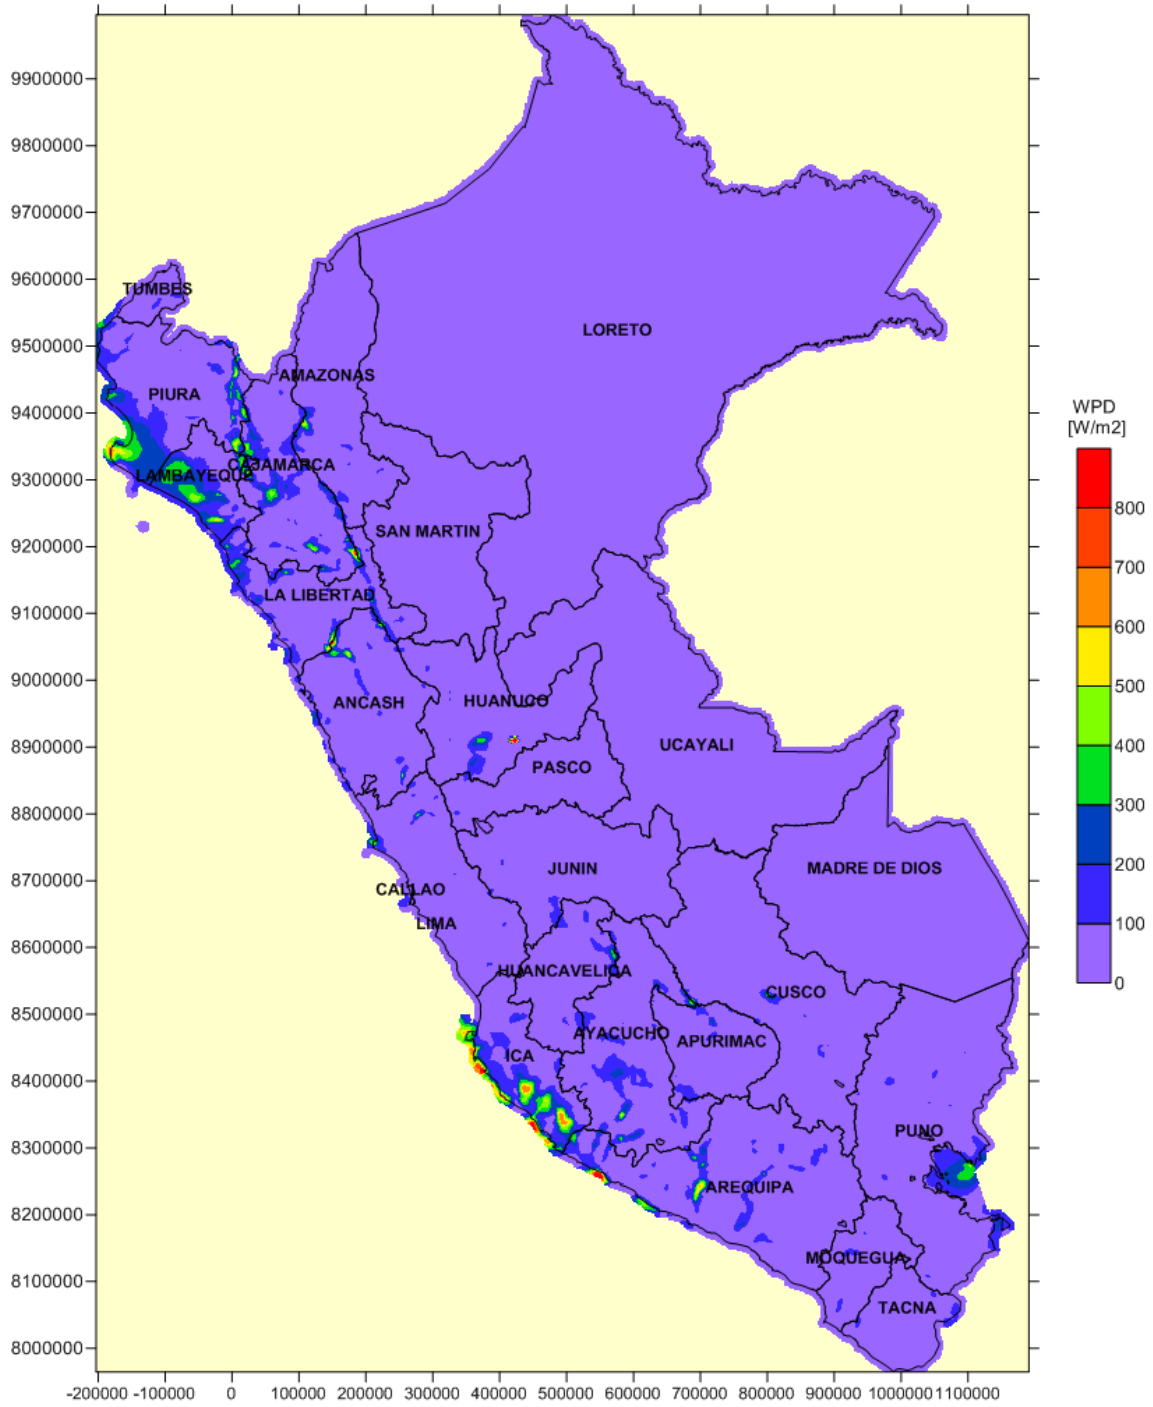 9900000
9800000
9700000
9600000
9500000
9400000
9300000
9200000
9100000
9000000
8900000
8800000
8700000
8600000
8500000
8400000
8300000
8200000
8100000
8000000
TUMBES
LORETO
AMAZONAS
PIURA
CAJAMARCA
LAMBAYEQUE
SAN MARTIN
LA LIBERTAD
ANCASH
HUANUCO
UCAYALI
PASCO
JUNIN
MADRE DE DIOS
CALLAO
LIMA
HUANCAVELICA
CUSCO
AYACUCHO
APURIMAC
ICA
PUNO
AREQUIPA
MOQUEGUA
TACNA
WPD
[W/m2]
800
700
600
500
400
300
200
100
0
-200000 -100000 0 100000 200000 300000 400000 500000 600000 700000 800000 900000 1000000 1100000